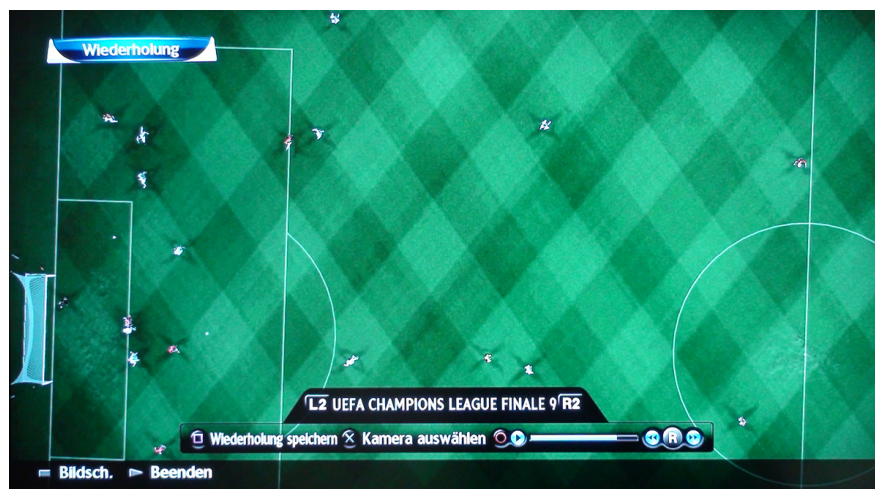 Wiederholung
L2 UEFA CHAMPIONS LEAGUE FINALE 9 R2
Wiederholung speichern Kamera auswählen R
Bildsch. Beenden